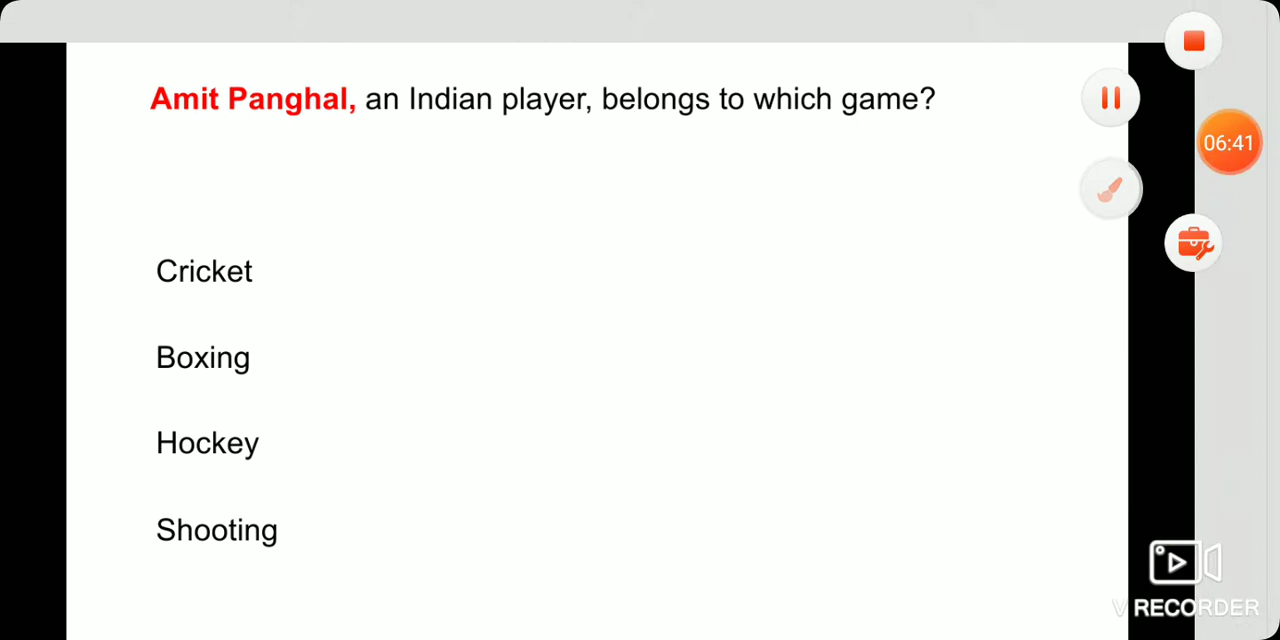 Amit Panghal, an Indian player, belongs to which game?
06:41
Cricket
Boxing
Hockey
Shooting
V RECORDER